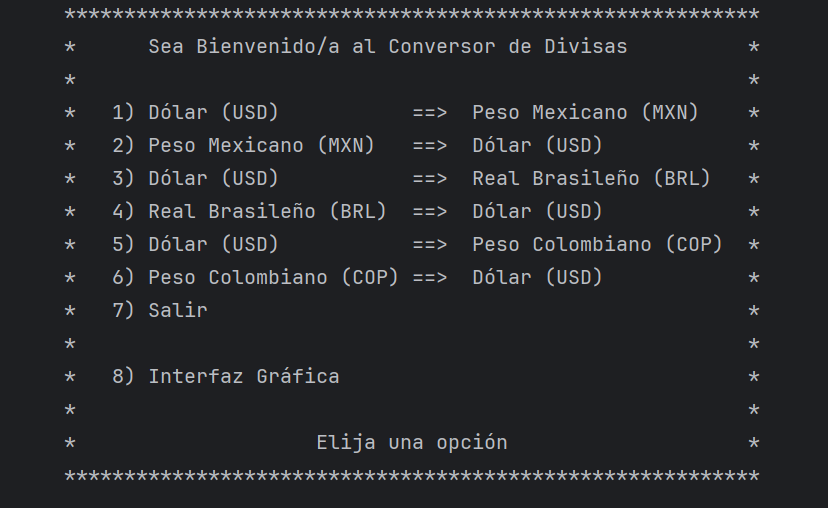 **********************************************************
*      Sea Bienvenido/a al Conversor de Divisas          *
*                                                        *
*   1) Dólar (USD)           ==>  Peso Mexicano (MXN)    *
*   2) Peso Mexicano (MXN)   ==>  Dólar (USD)            *
*   3) Dólar (USD)           ==>  Real Brasileño (BRL)   *
*   4) Real Brasileño (BRL)  ==>  Dólar (USD)            *
*   5) Dólar (USD)           ==>  Peso Colombiano (COP)  *
*   6) Peso Colombiano (COP) ==>  Dólar (USD)            *
*   7) Salir                                             *
*                                                        *
*   8) Interfaz Gráfica                                  *
*                                                        *
*                    Elija una opción                    *
**********************************************************